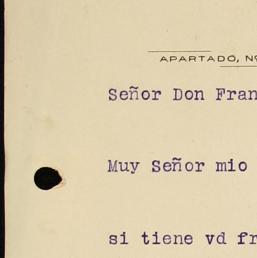 APARTADO, Nº
Señor Don Fran
Muy Señor mio
si tiene vd fr